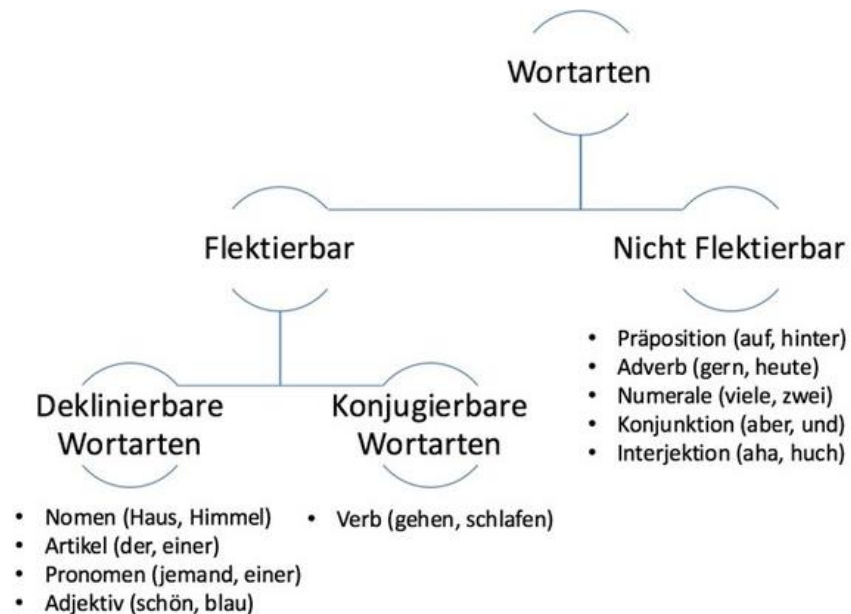 Wortarten
Flektierbar
Nicht Flektierbar
• Präposition (auf, hinter)
• Adverb (gern, heute)
• Numerale (viele, zwei)
• Konjunktion (aber, und)
• Interjektion (aha, huch)
Deklinierbare
Wortarten
• Nomen (Haus, Himmel)
• Artikel (der, einer)
• Pronomen (jemand, einer)
• Adjektiv (schön, blau)
Konjugierbare
Wortarten
• Verb (gehen, schlafen)